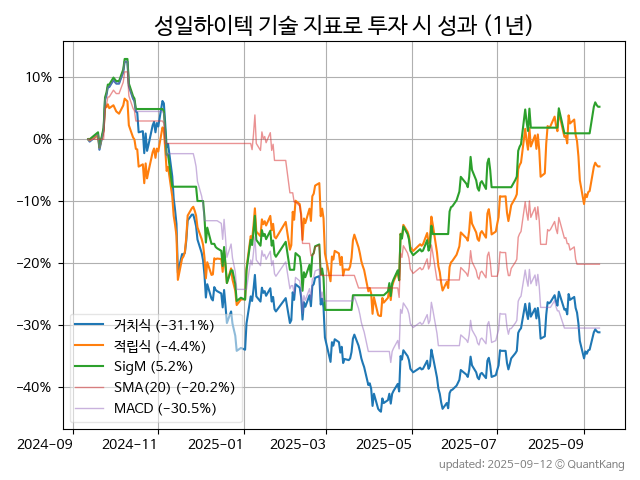 성일하이텍 기술 지표로 투자 시 성과 (1년)
10%
0%
−10%
−20%
−30%
−40%
거치식 (−31.1%)
적립식 (−4.4%)
SigM (5.2%)
SMA(20) (−20.2%)
MACD (−30.5%)
2024-09 2024-11 2025-01 2025-03 2025-05 2025-07 2025-09
updated: 2025-09-12 © QuantKang